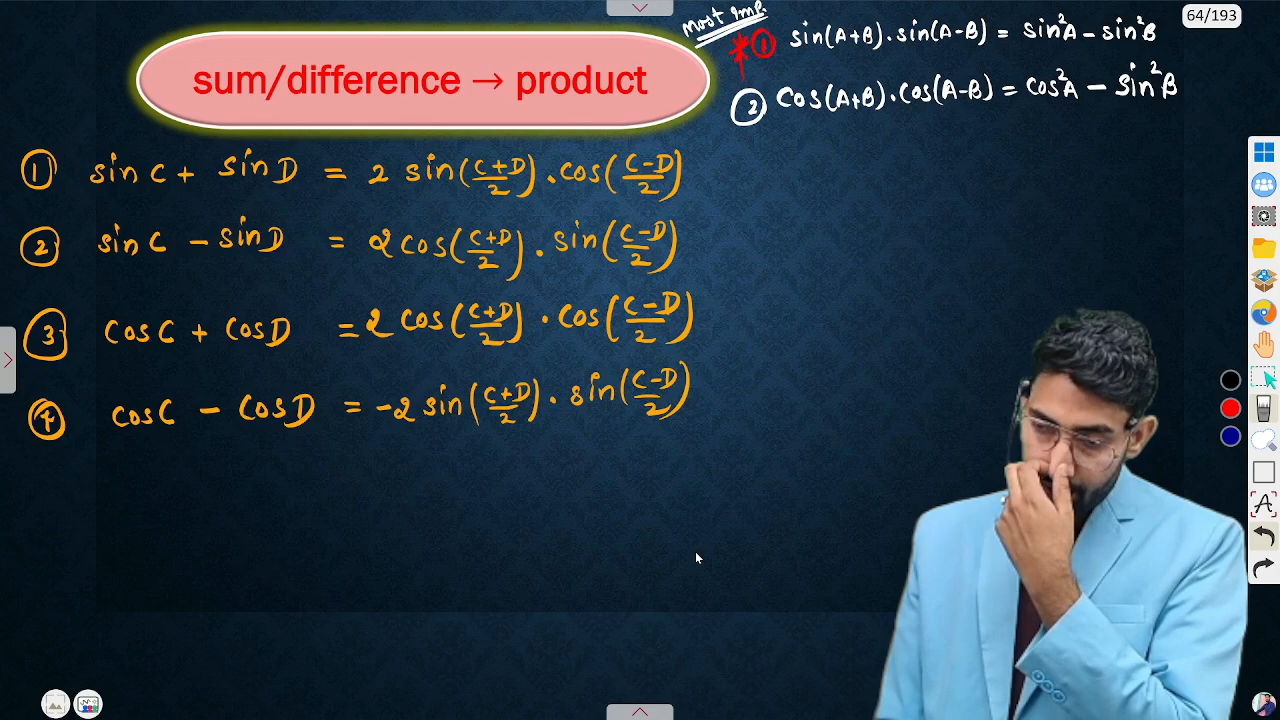 sum/difference → product
Most Imp.
* ① sin(A+B).sin(A-B) = sin²A - sin²B
② cos(A+B).cos(A-B) = cos²A - sin²B
64/193
① sin C + sin D = 2 sin((C+D)/2) . cos((C-D)/2)
② sin C - sin D = 2 cos((C+D)/2) . sin((C-D)/2)
③ cos C + cos D = 2 cos((C+D)/2) . cos((C-D)/2)
④ cos C - cos D = -2 sin((C+D)/2) . sin((C-D)/2)